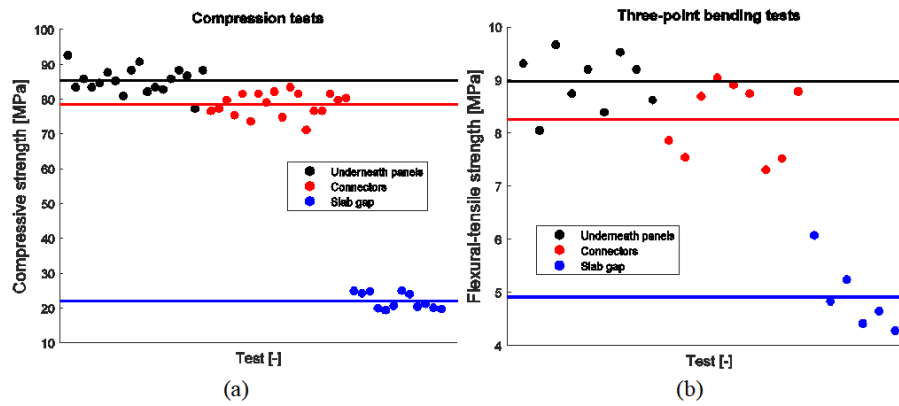 Compression tests
100
90
80
70
60
50
40
30
20
10
Compressive strength [MPa]
Underneath panels
Connectors
Slab gap
Test [-]
(a)
Three-point bending tests
10
9
8
7
6
5
4
Flexural-tensile strength [MPa]
Underneath panels
Connectors
Slab gap
Test [-]
(b)